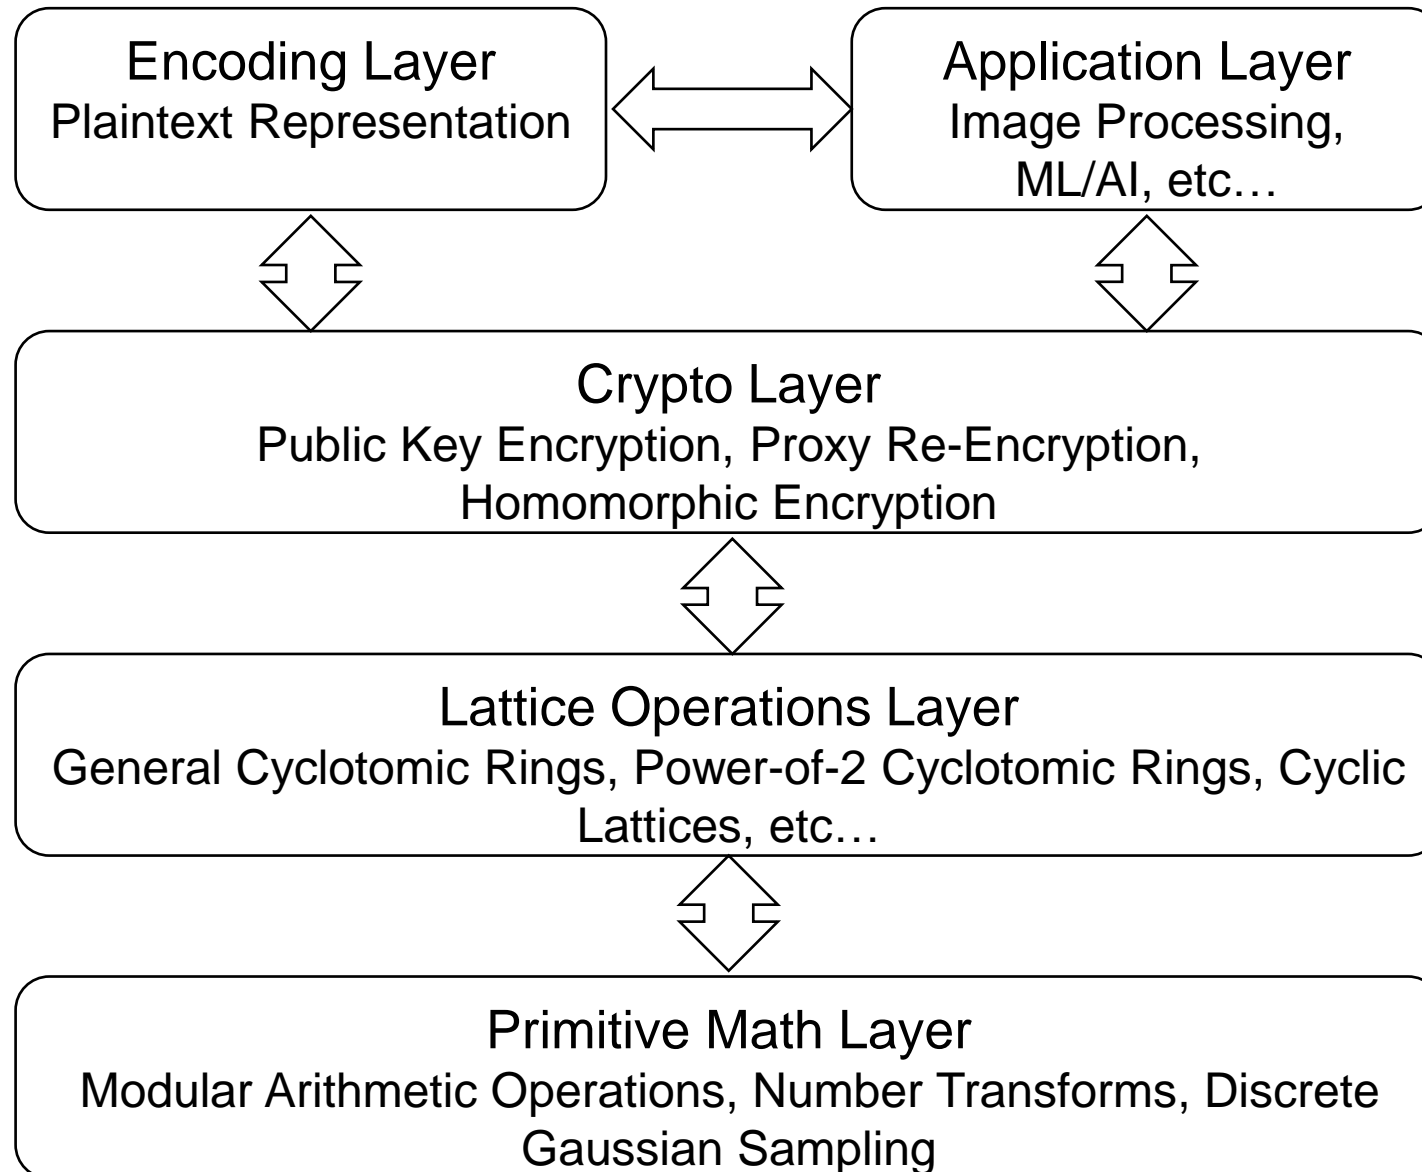 Encoding Layer
Plaintext Representation
Application Layer
Image Processing,
ML/AI, etc…
Crypto Layer
Public Key Encryption, Proxy Re-Encryption,
Homomorphic Encryption
Lattice Operations Layer
General Cyclotomic Rings, Power-of-2 Cyclotomic Rings, Cyclic
Lattices, etc…
Primitive Math Layer
Modular Arithmetic Operations, Number Transforms, Discrete
Gaussian Sampling